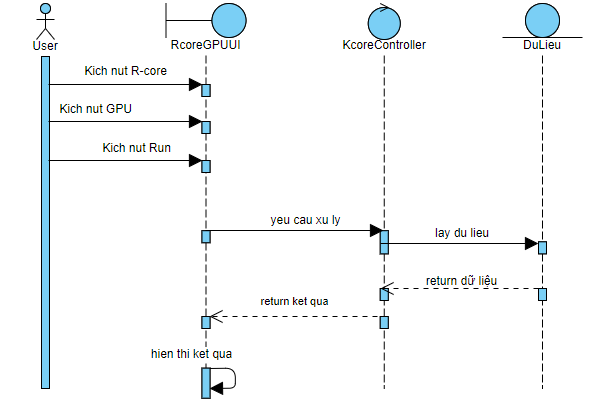 User
RcoreGPUUI
KcoreController
DuLieu
Kich nut R-core
Kich nut GPU
Kich nut Run
yeu cau xu ly
lay du lieu
return dữ liệu
return ket qua
hien thi ket qua